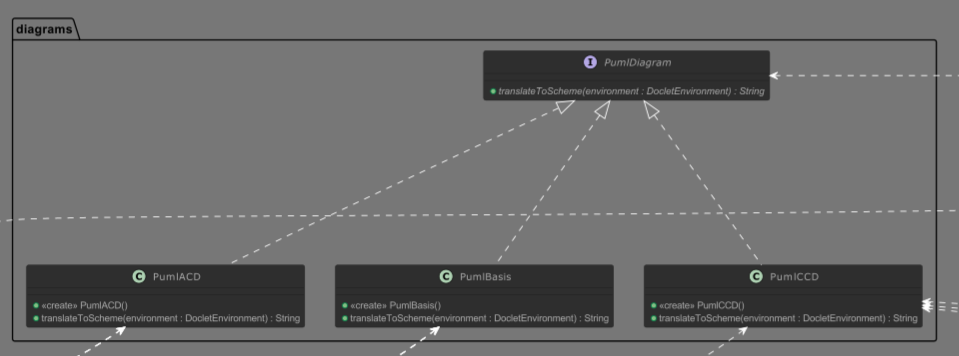 diagrams
I PumlDiagram
translateToScheme(environment : DocletEnvironment) : String
C PumlACD
«create» PumlACD()
translateToScheme(environment : DocletEnvironment) : String
C PumlBasis
«create» PumlBasis()
translateToScheme(environment : DocletEnvironment) : String
C PumlCCD
«create» PumlCCD()
translateToScheme(environment : DocletEnvironment) : String